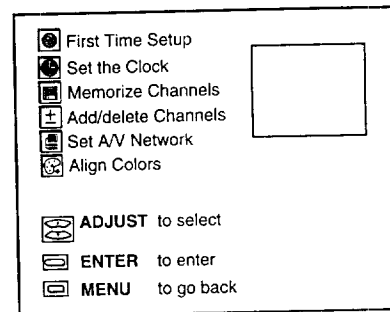 First Time Setup
Set the Clock
Memorize Channels
± Add/delete Channels
Set A/V Network
Align Colors
ADJUST to select
ENTER to enter
MENU to go back